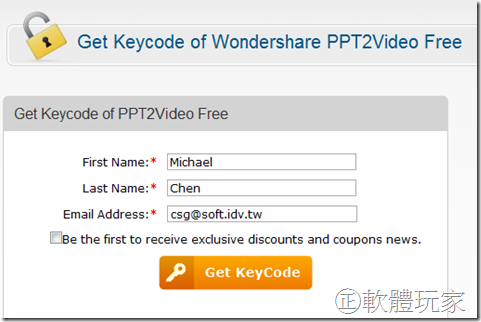 Get Keycode of Wondershare PPT2Video Free
Get Keycode of PPT2Video Free
First Name:* Michael
Last Name:* Chen
Email Address:* csg@soft.idv.tw
Be the first to receive exclusive discounts and coupons news.
Get KeyCode
正軟體玩家